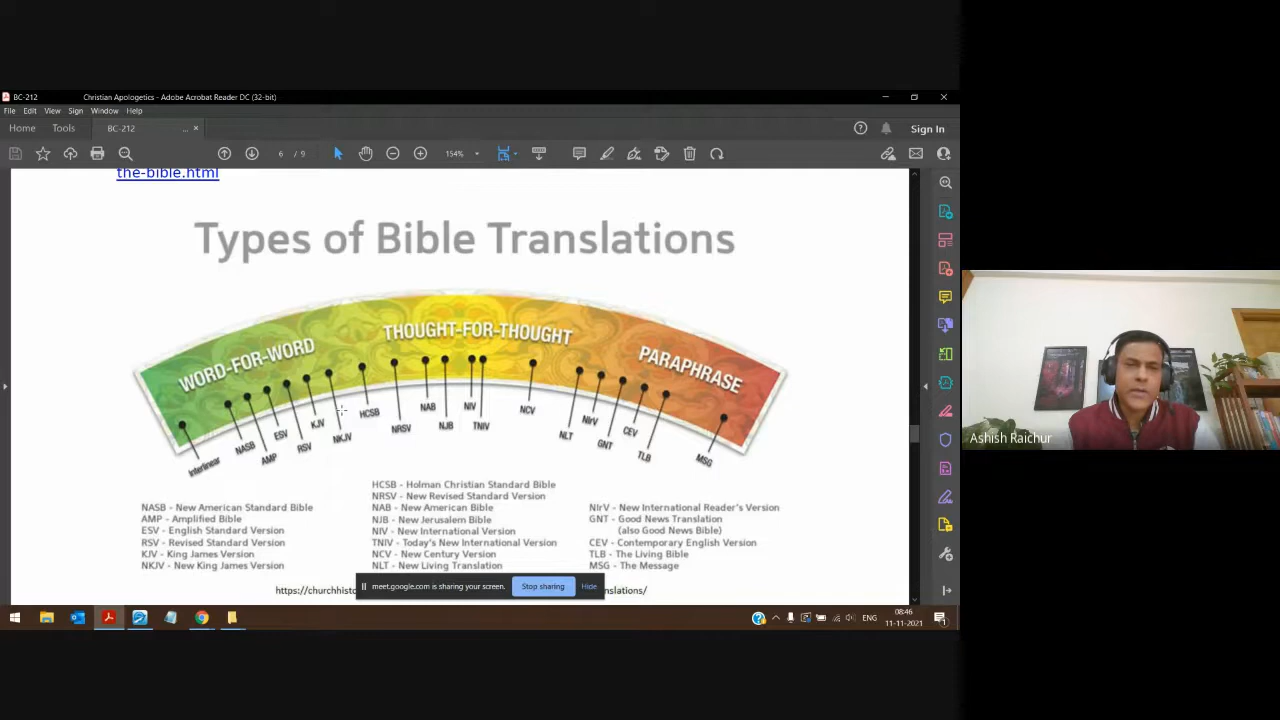 BC-212
Christian Apologetics - Adobe Acrobat Reader DC (32-bit)
File Edit View Sign Window Help
Home Tools BC-212 ... ×
Sign In
6 / 9
154%
the-bible.html
Types of Bible Translations
WORD-FOR-WORD
THOUGHT-FOR-THOUGHT
PARAPHRASE
Interlinear
NASB
AMP
ESV
RSV
KJV
NKJV
HCSB
NRSV
NAB
NJB
NIV
TNIV
NCV
NLT
NIrV
GNT
CEV
TLB
MSG
NASB - New American Standard Bible
AMP - Amplified Bible
ESV - English Standard Version
RSV - Revised Standard Version
KJV - King James Version
NKJV - New King James Version
HCSB - Holman Christian Standard Bible
NRSV - New Revised Standard Version
NAB - New American Bible
NJB - New Jerusalem Bible
NIV - New International Version
TNIV - Today's New International Version
NCV - New Century Version
NLT - New Living Translation
NIrV - New International Reader's Version
GNT - Good News Translation
(also Good News Bible)
CEV - Contemporary English Version
TLB - The Living Bible
MSG - The Message
https://churchhisto
nslations/
meet.google.com is sharing your screen. Stop sharing Hide
Ashish Raichur
ENG
08:46
11-11-2021